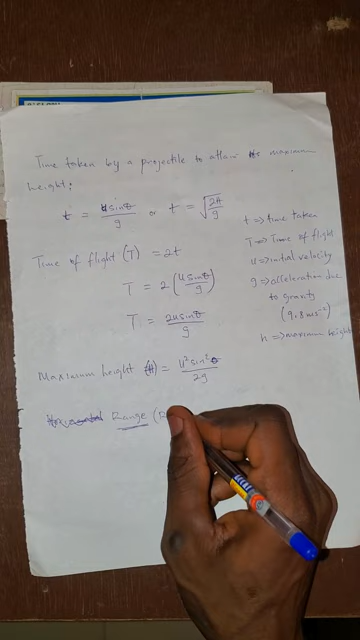 Time taken by a projectile to attain its maximum
height.
t = usinθ/g or t = √(2H/g)
t => time taken
T => Time of flight
u => initial velocity
g => acceleration due
to gravity
(9.8ms⁻²)
h => maximum height
Time of flight (T) = 2t
T = 2(usinθ/g)
T = 2usinθ/g
Maximum height (H) = u²sin²θ/2g
Range (R